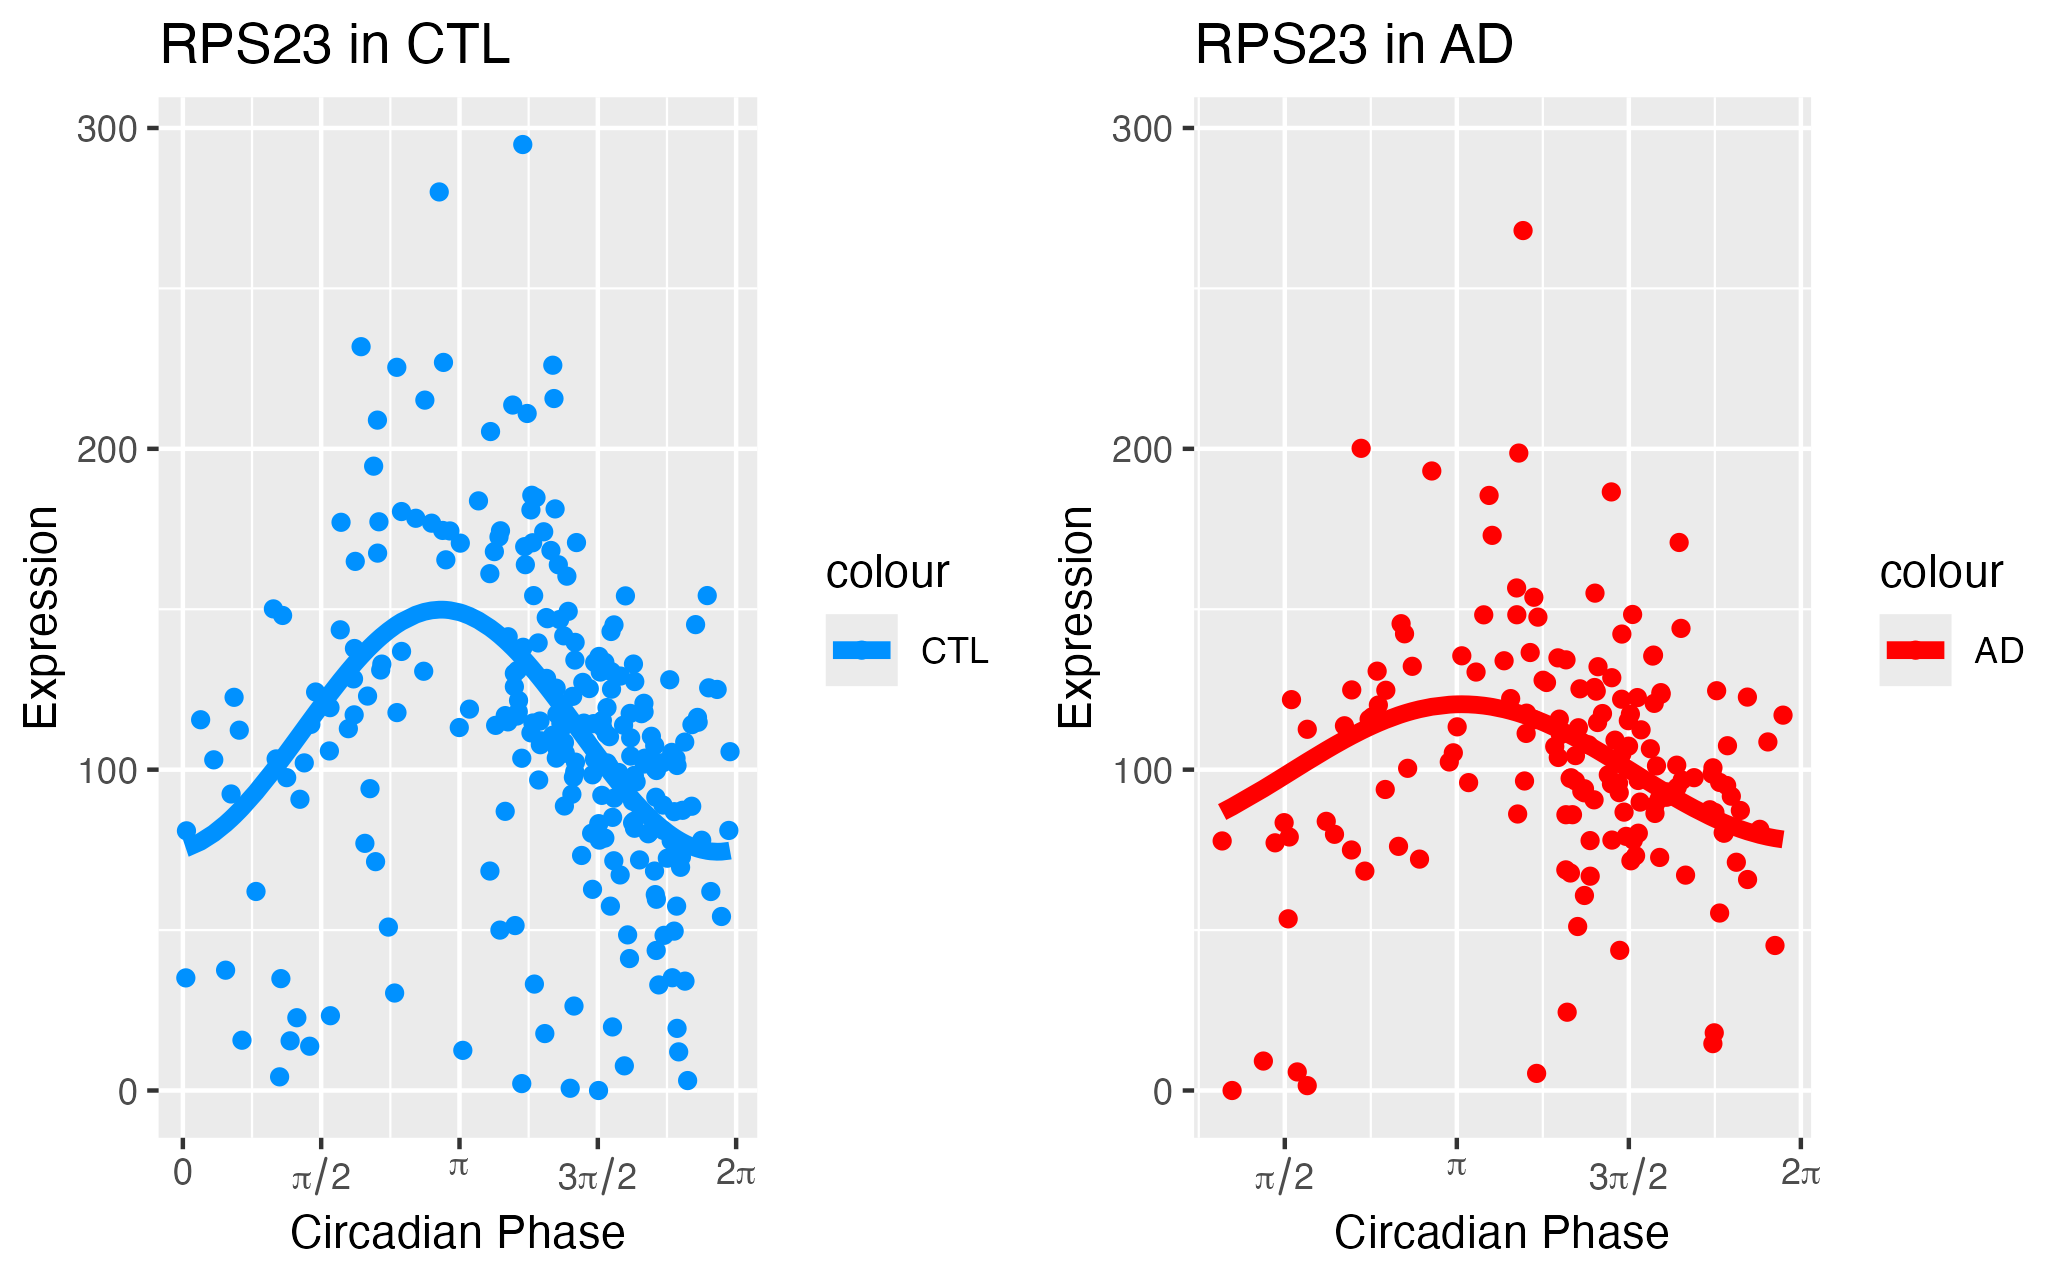 RPS23 in CTL
300
200
100
0
Expression
0 π/2 π 3π/2 2π
Circadian Phase
colour
CTL
RPS23 in AD
300
200
100
0
Expression
π/2 π 3π/2 2π
Circadian Phase
colour
AD